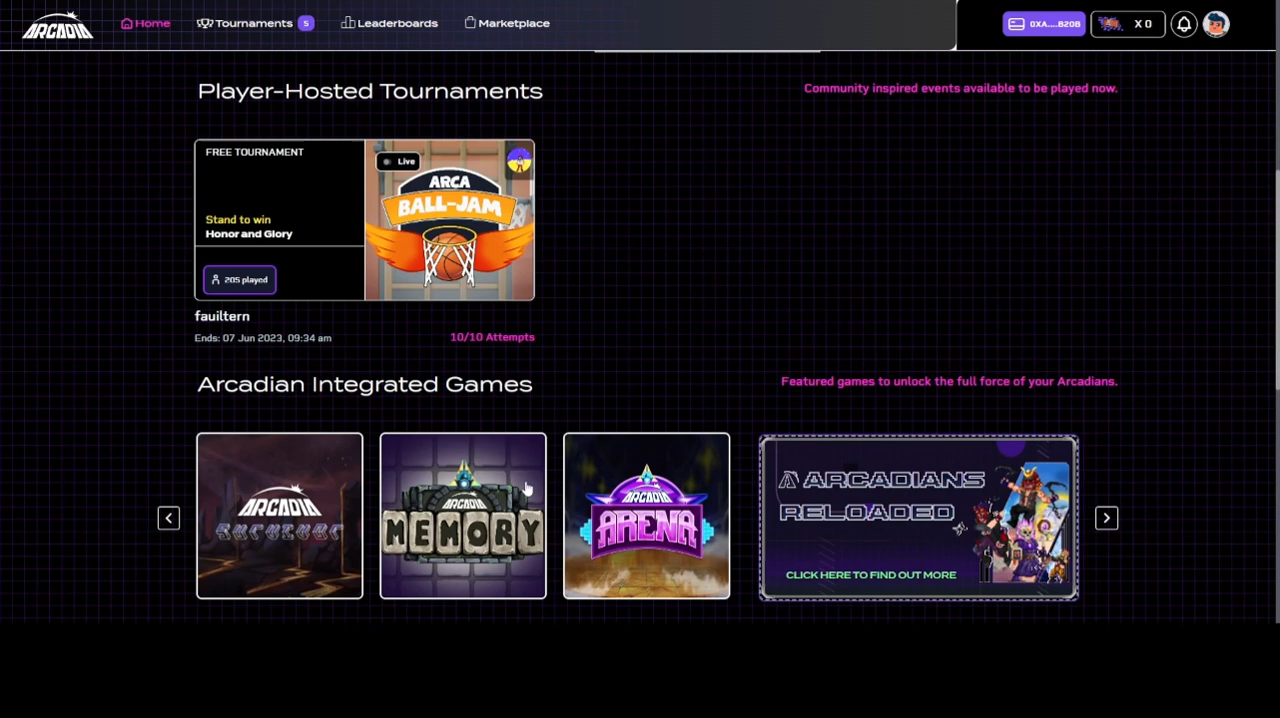 ARCADIA
Home
Tournaments 5
Leaderboards
Marketplace
0XA....B20B
X 0
Player-Hosted Tournaments
Community inspired events available to be played now.
FREE TOURNAMENT
Stand to win
Honor and Glory
205 played
Live
ARCA
BALL-JAM
fauiltern
Ends: 07 Jun 2023, 09:34 am
10/10 Attempts
Arcadian Integrated Games
Featured games to unlock the full force of your Arcadians.
ARCADIA
ARCADIA
MEMORY
ARCADIA
ARENA
ARCADIANS
RELOADED
CLICK HERE TO FIND OUT MORE